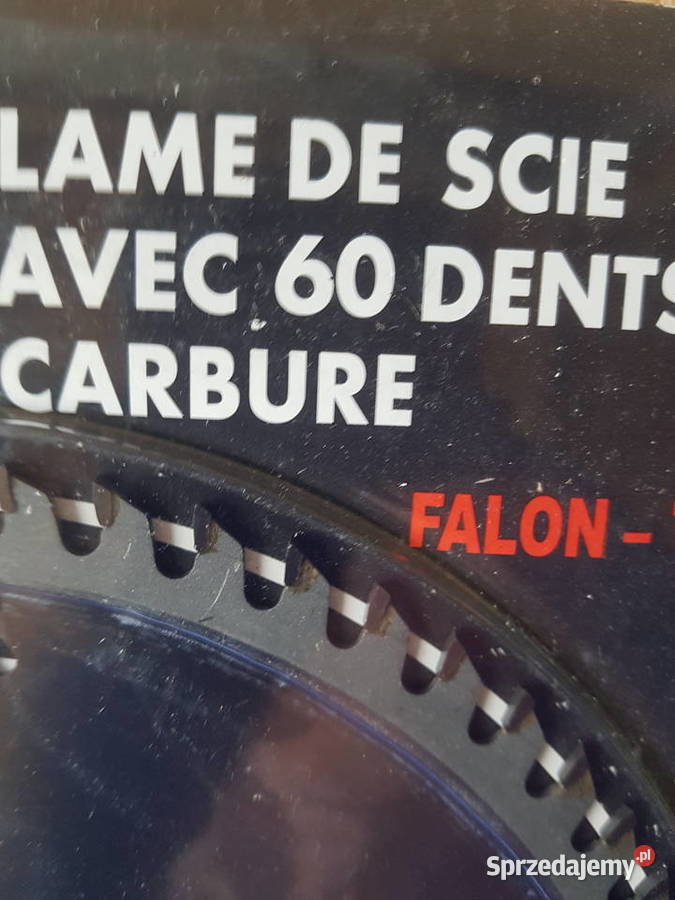 LAME DE SCIE
AVEC 60 DENTS
CARBURE
FALON –
Sprzedajemy.pl